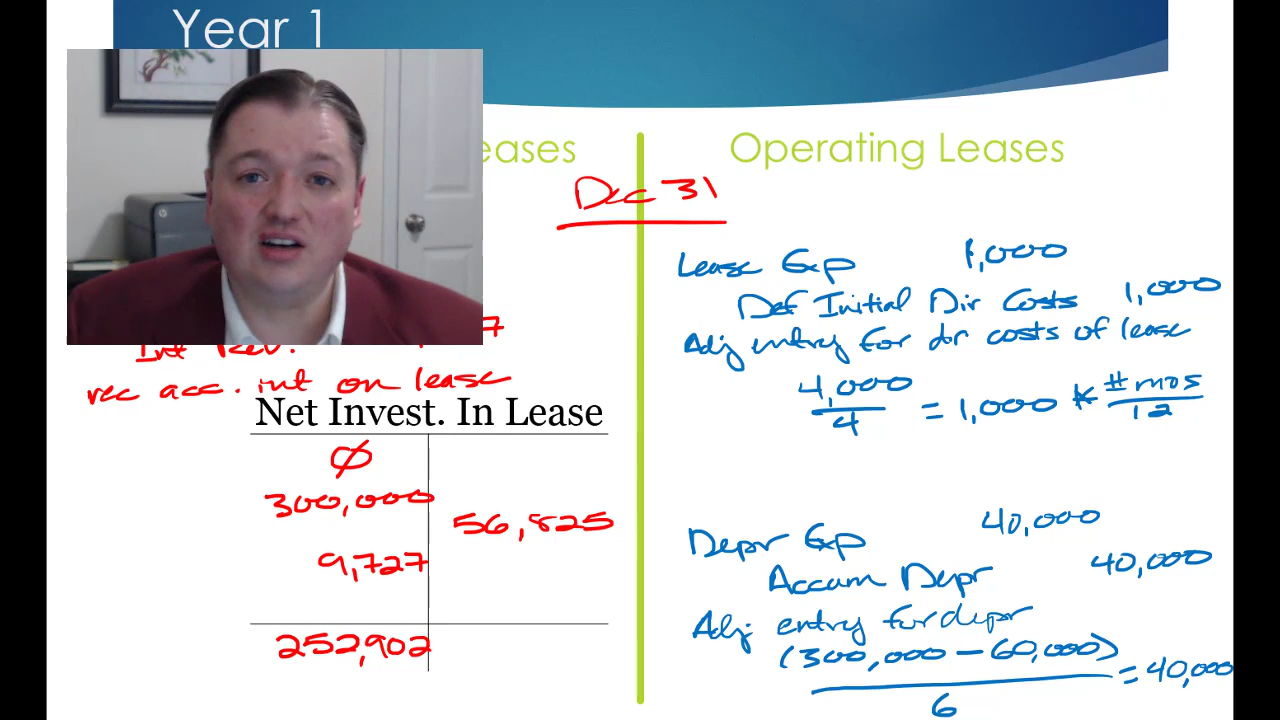 Year 1
eases
Operating Leases
Dec 31
Lease Exp 1,000
Def Initial Dir Costs 1,000
Adj entry for dir costs of lease
4,000
4
= 1,000 * # mos
12
7
Int Rev.
rec acc. int on lease
Net Invest. In Lease
∅
300,000
56,825
9,727
252,902
Depr Exp 40,000
Accum Depr 40,000
Adj entry for depr
(300,000 - 60,000)
= 40,000
6